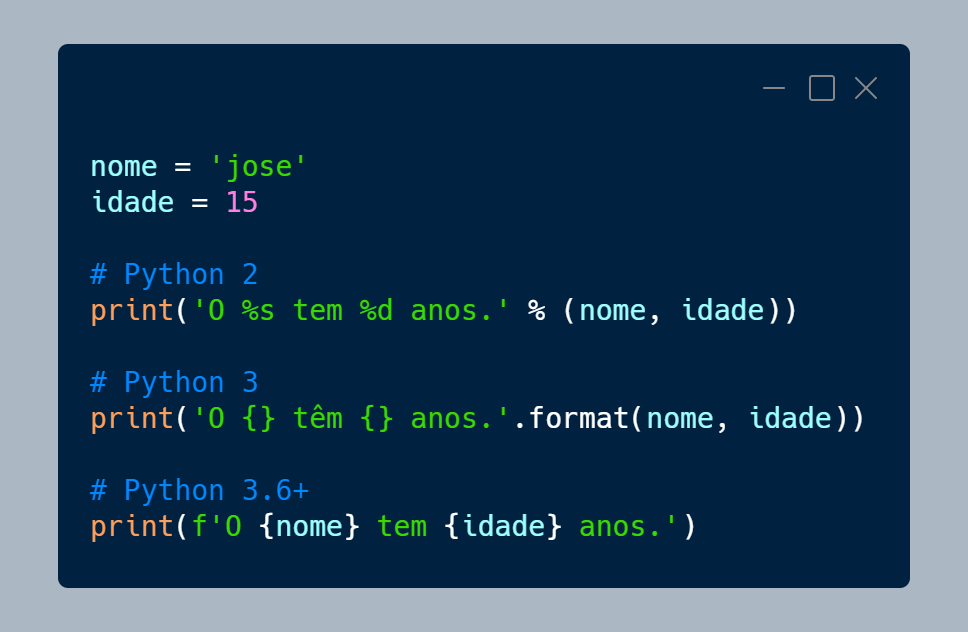 nome = 'jose'
idade = 15
# Python 2
print('O %s tem %d anos.' % (nome, idade))
# Python 3
print('O {} têm {} anos.'.format(nome, idade))
# Python 3.6+
print(f'O {nome} tem {idade} anos.')